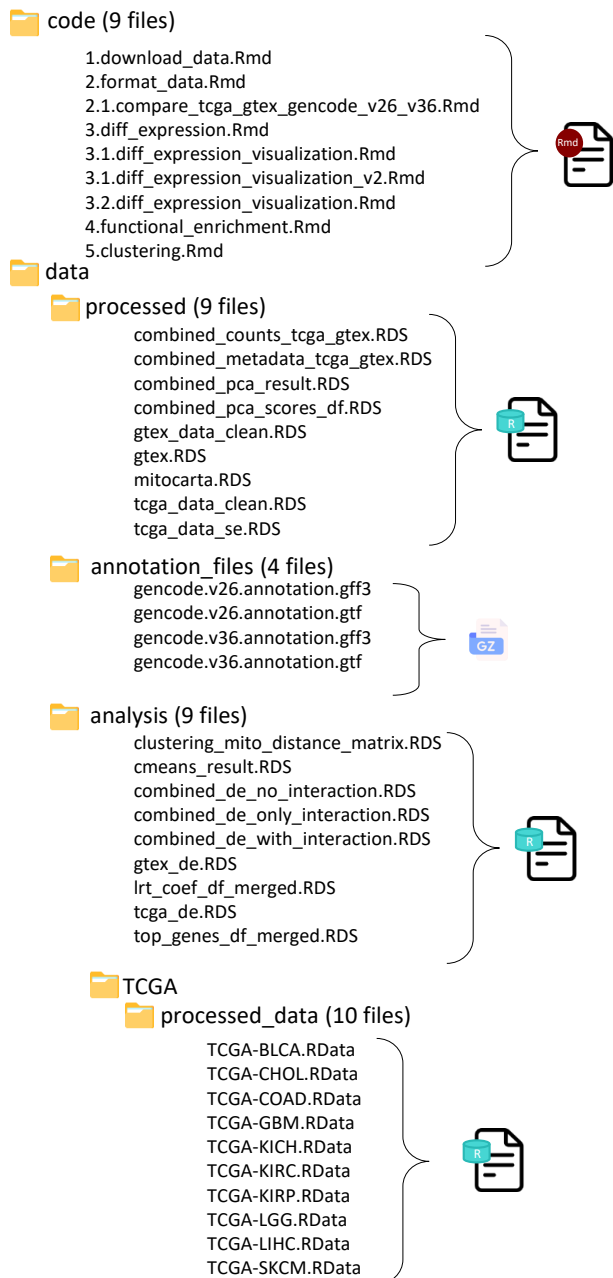 code (9 files)
1.download_data.Rmd
2.format_data.Rmd
2.1.compare_tcga_gtex_gencode_v26_v36.Rmd
3.diff_expression.Rmd
3.1.diff_expression_visualization.Rmd
3.1.diff_expression_visualization_v2.Rmd
3.2.diff_expression_visualization.Rmd
4.functional_enrichment.Rmd
5.clustering.Rmd
Rmd
data
processed (9 files)
combined_counts_tcga_gtex.RDS
combined_metadata_tcga_gtex.RDS
combined_pca_result.RDS
combined_pca_scores_df.RDS
gtex_data_clean.RDS
gtex.RDS
mitocarta.RDS
tcga_data_clean.RDS
tcga_data_se.RDS
R
annotation_files (4 files)
gencode.v26.annotation.gff3
gencode.v26.annotation.gtf
gencode.v36.annotation.gff3
gencode.v36.annotation.gtf
GZ
analysis (9 files)
clustering_mito_distance_matrix.RDS
cmeans_result.RDS
combined_de_no_interaction.RDS
combined_de_only_interaction.RDS
combined_de_with_interaction.RDS
gtex_de.RDS
lrt_coef_df_merged.RDS
tcga_de.RDS
top_genes_df_merged.RDS
R
TCGA
processed_data (10 files)
TCGA-BLCA.RData
TCGA-CHOL.RData
TCGA-COAD.RData
TCGA-GBM.RData
TCGA-KICH.RData
TCGA-KIRC.RData
TCGA-KIRP.RData
TCGA-LGG.RData
TCGA-LIHC.RData
TCGA-SKCM.RData
R